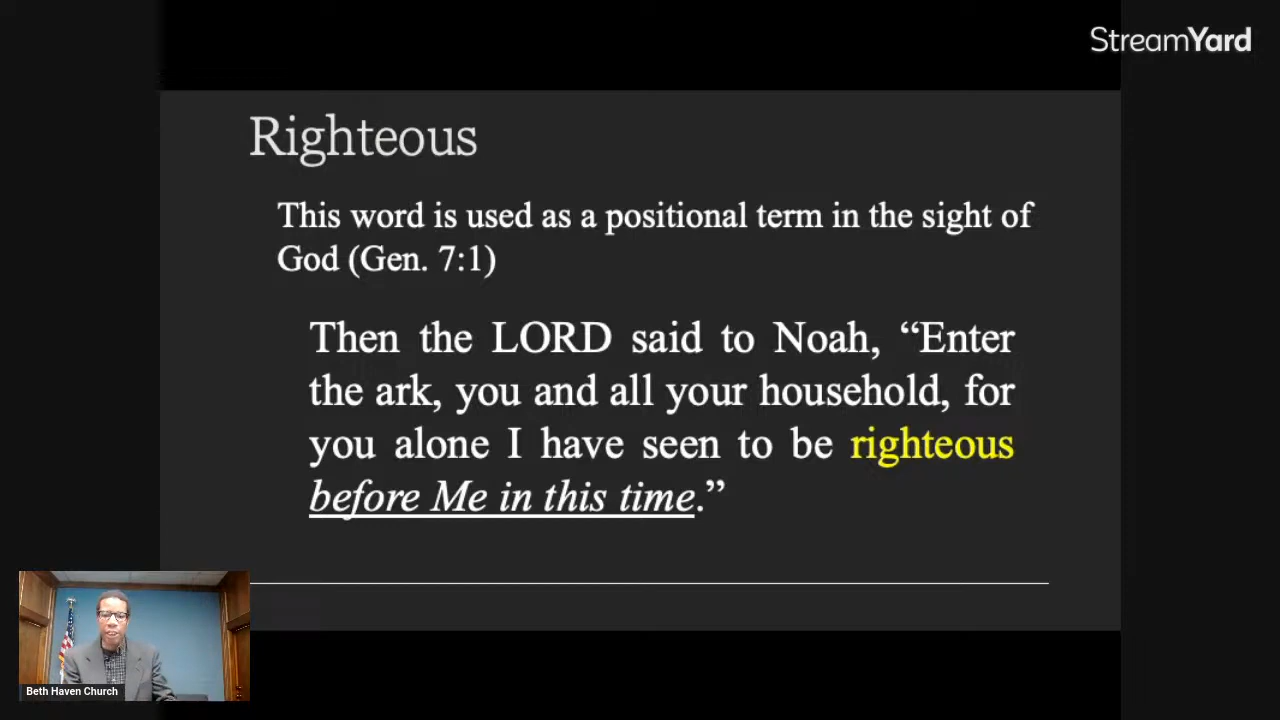 StreamYard
Righteous
This word is used as a positional term in the sight of
God (Gen. 7:1)
Then the LORD said to Noah, “Enter
the ark, you and all your household, for
you alone I have seen to be righteous
before Me in this time.”
Beth Haven Church